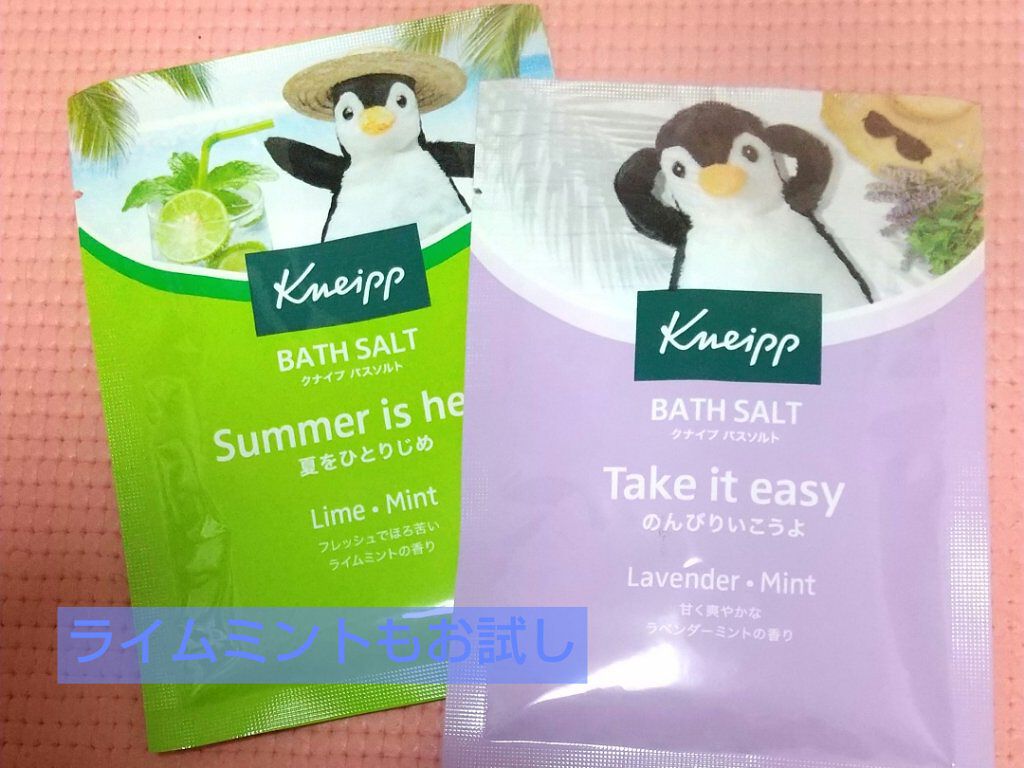 Kneipp
BATH SALT
クナイプ バスソルト
Summer is he
夏をひとりじめ
Lime・Mint
フレッシュでほろ苦い
ライムミントの香り
Kneipp
BATH SALT
クナイプ バスソルト
Take it easy
のんびりいこうよ
Lavender・Mint
甘く爽やかな
ラベンダーミントの香り
ライムミントもお試し